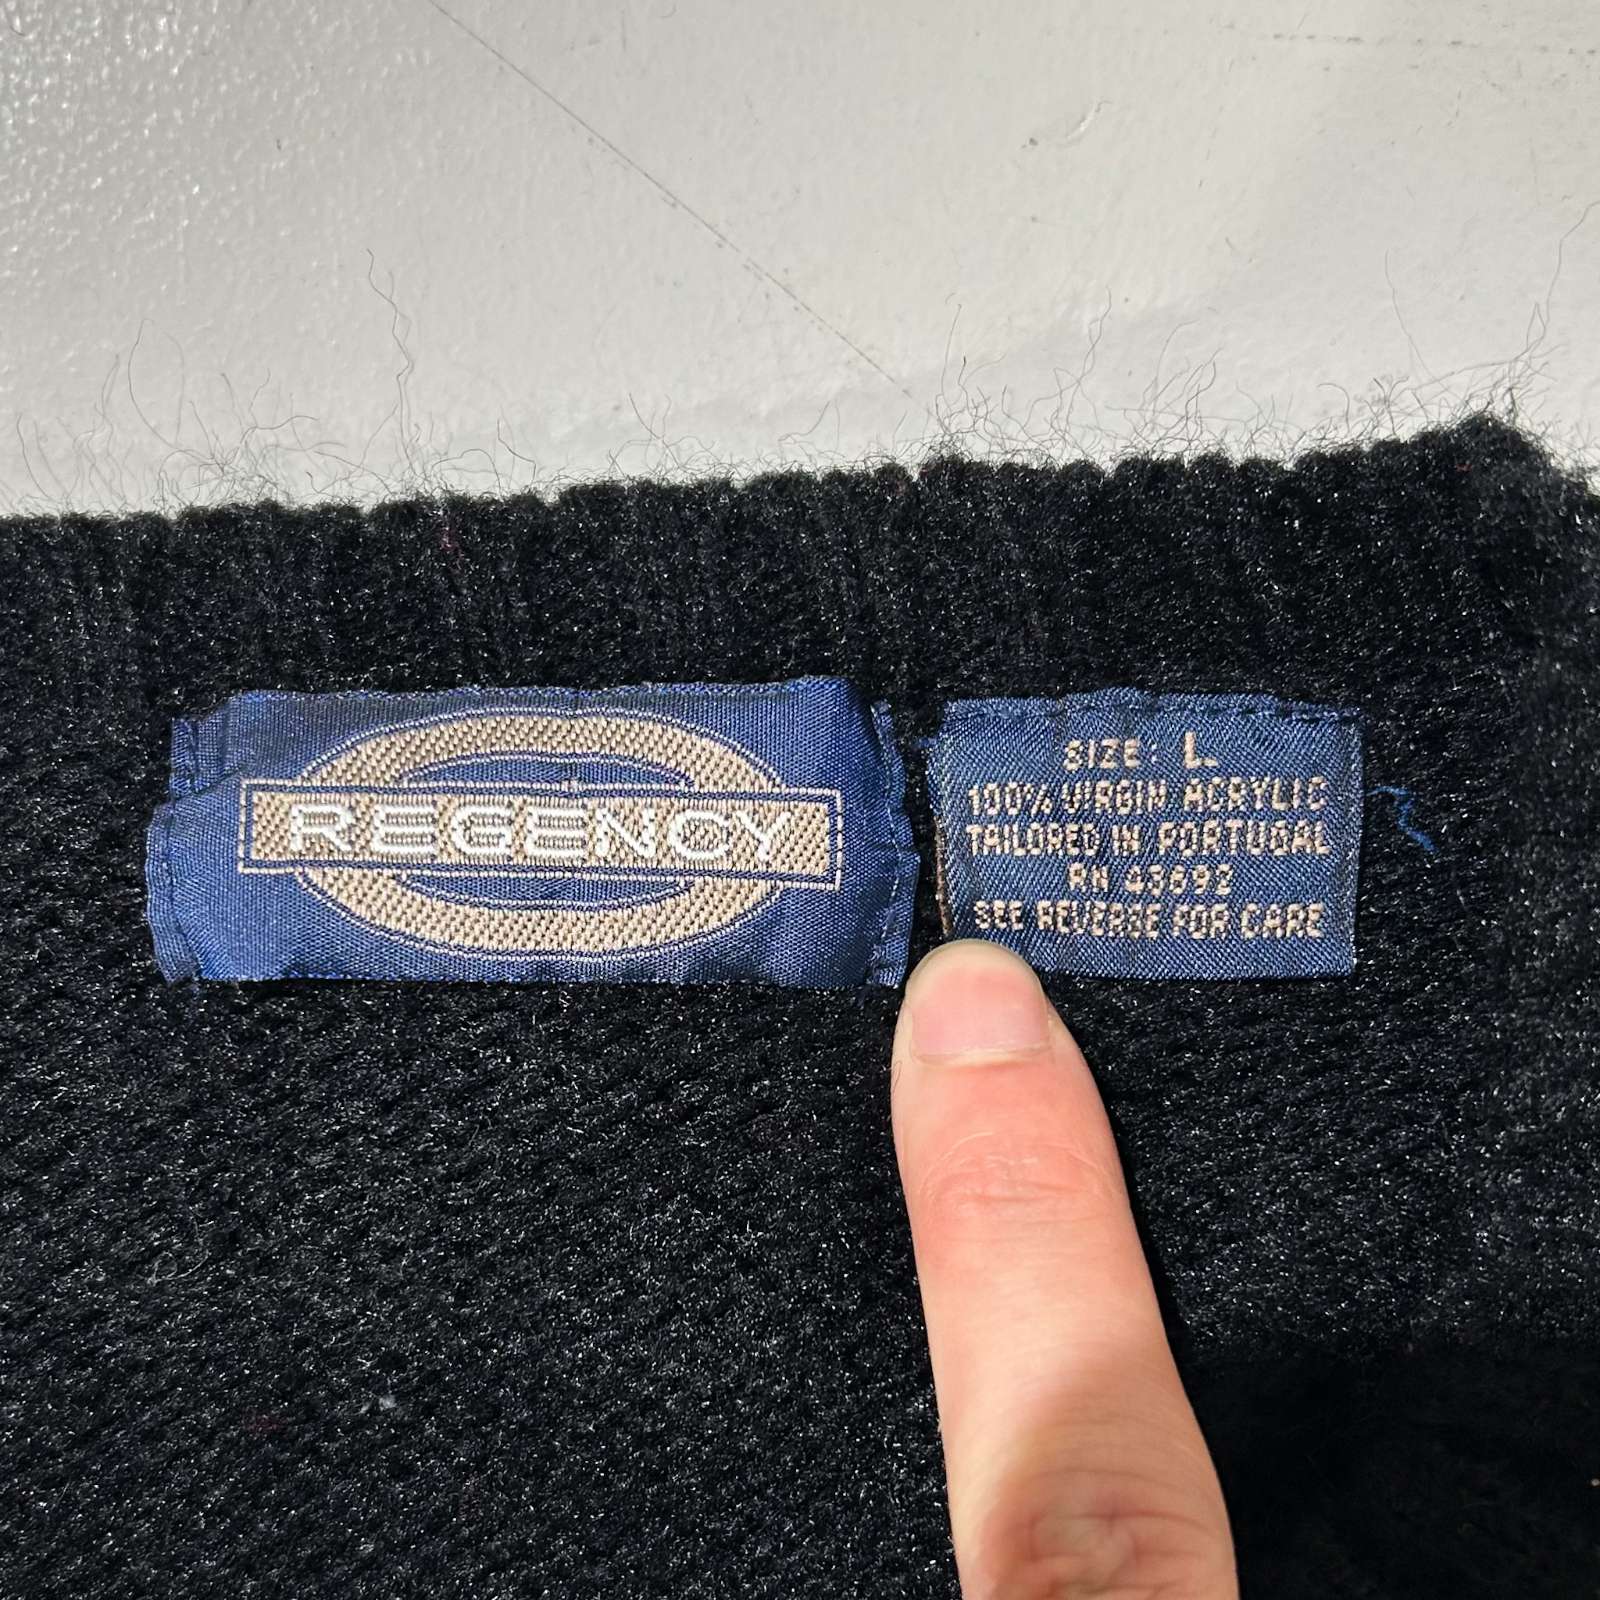 REGENCY
SIZE: L.
100% VIRGIN ACRYLIC
TAILORED IN PORTUGAL
RN 43692
SEE REVERSE FOR CARE